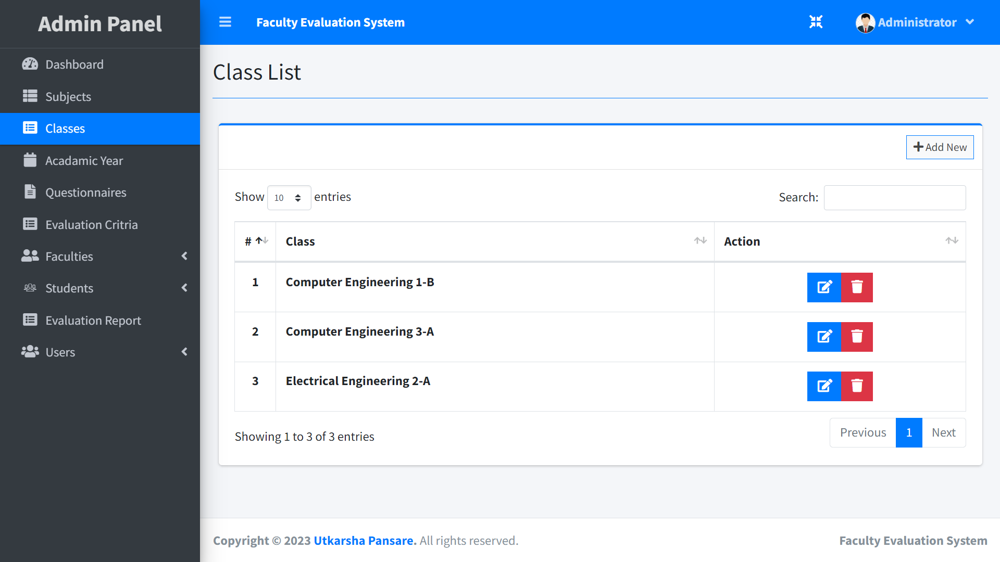 Admin Panel
Faculty Evaluation System
Administrator
Dashboard
Subjects
Classes
Acadamic Year
Questionnaires
Evaluation Critria
Faculties
Students
Evaluation Report
Users
Class List
Add New
Show 10 entries
Search:
# Class Action
1 Computer Engineering 1-B
2 Computer Engineering 3-A
3 Electrical Engineering 2-A
Showing 1 to 3 of 3 entries
Previous 1 Next
Copyright © 2023 Utkarsha Pansare. All rights reserved.
Faculty Evaluation System